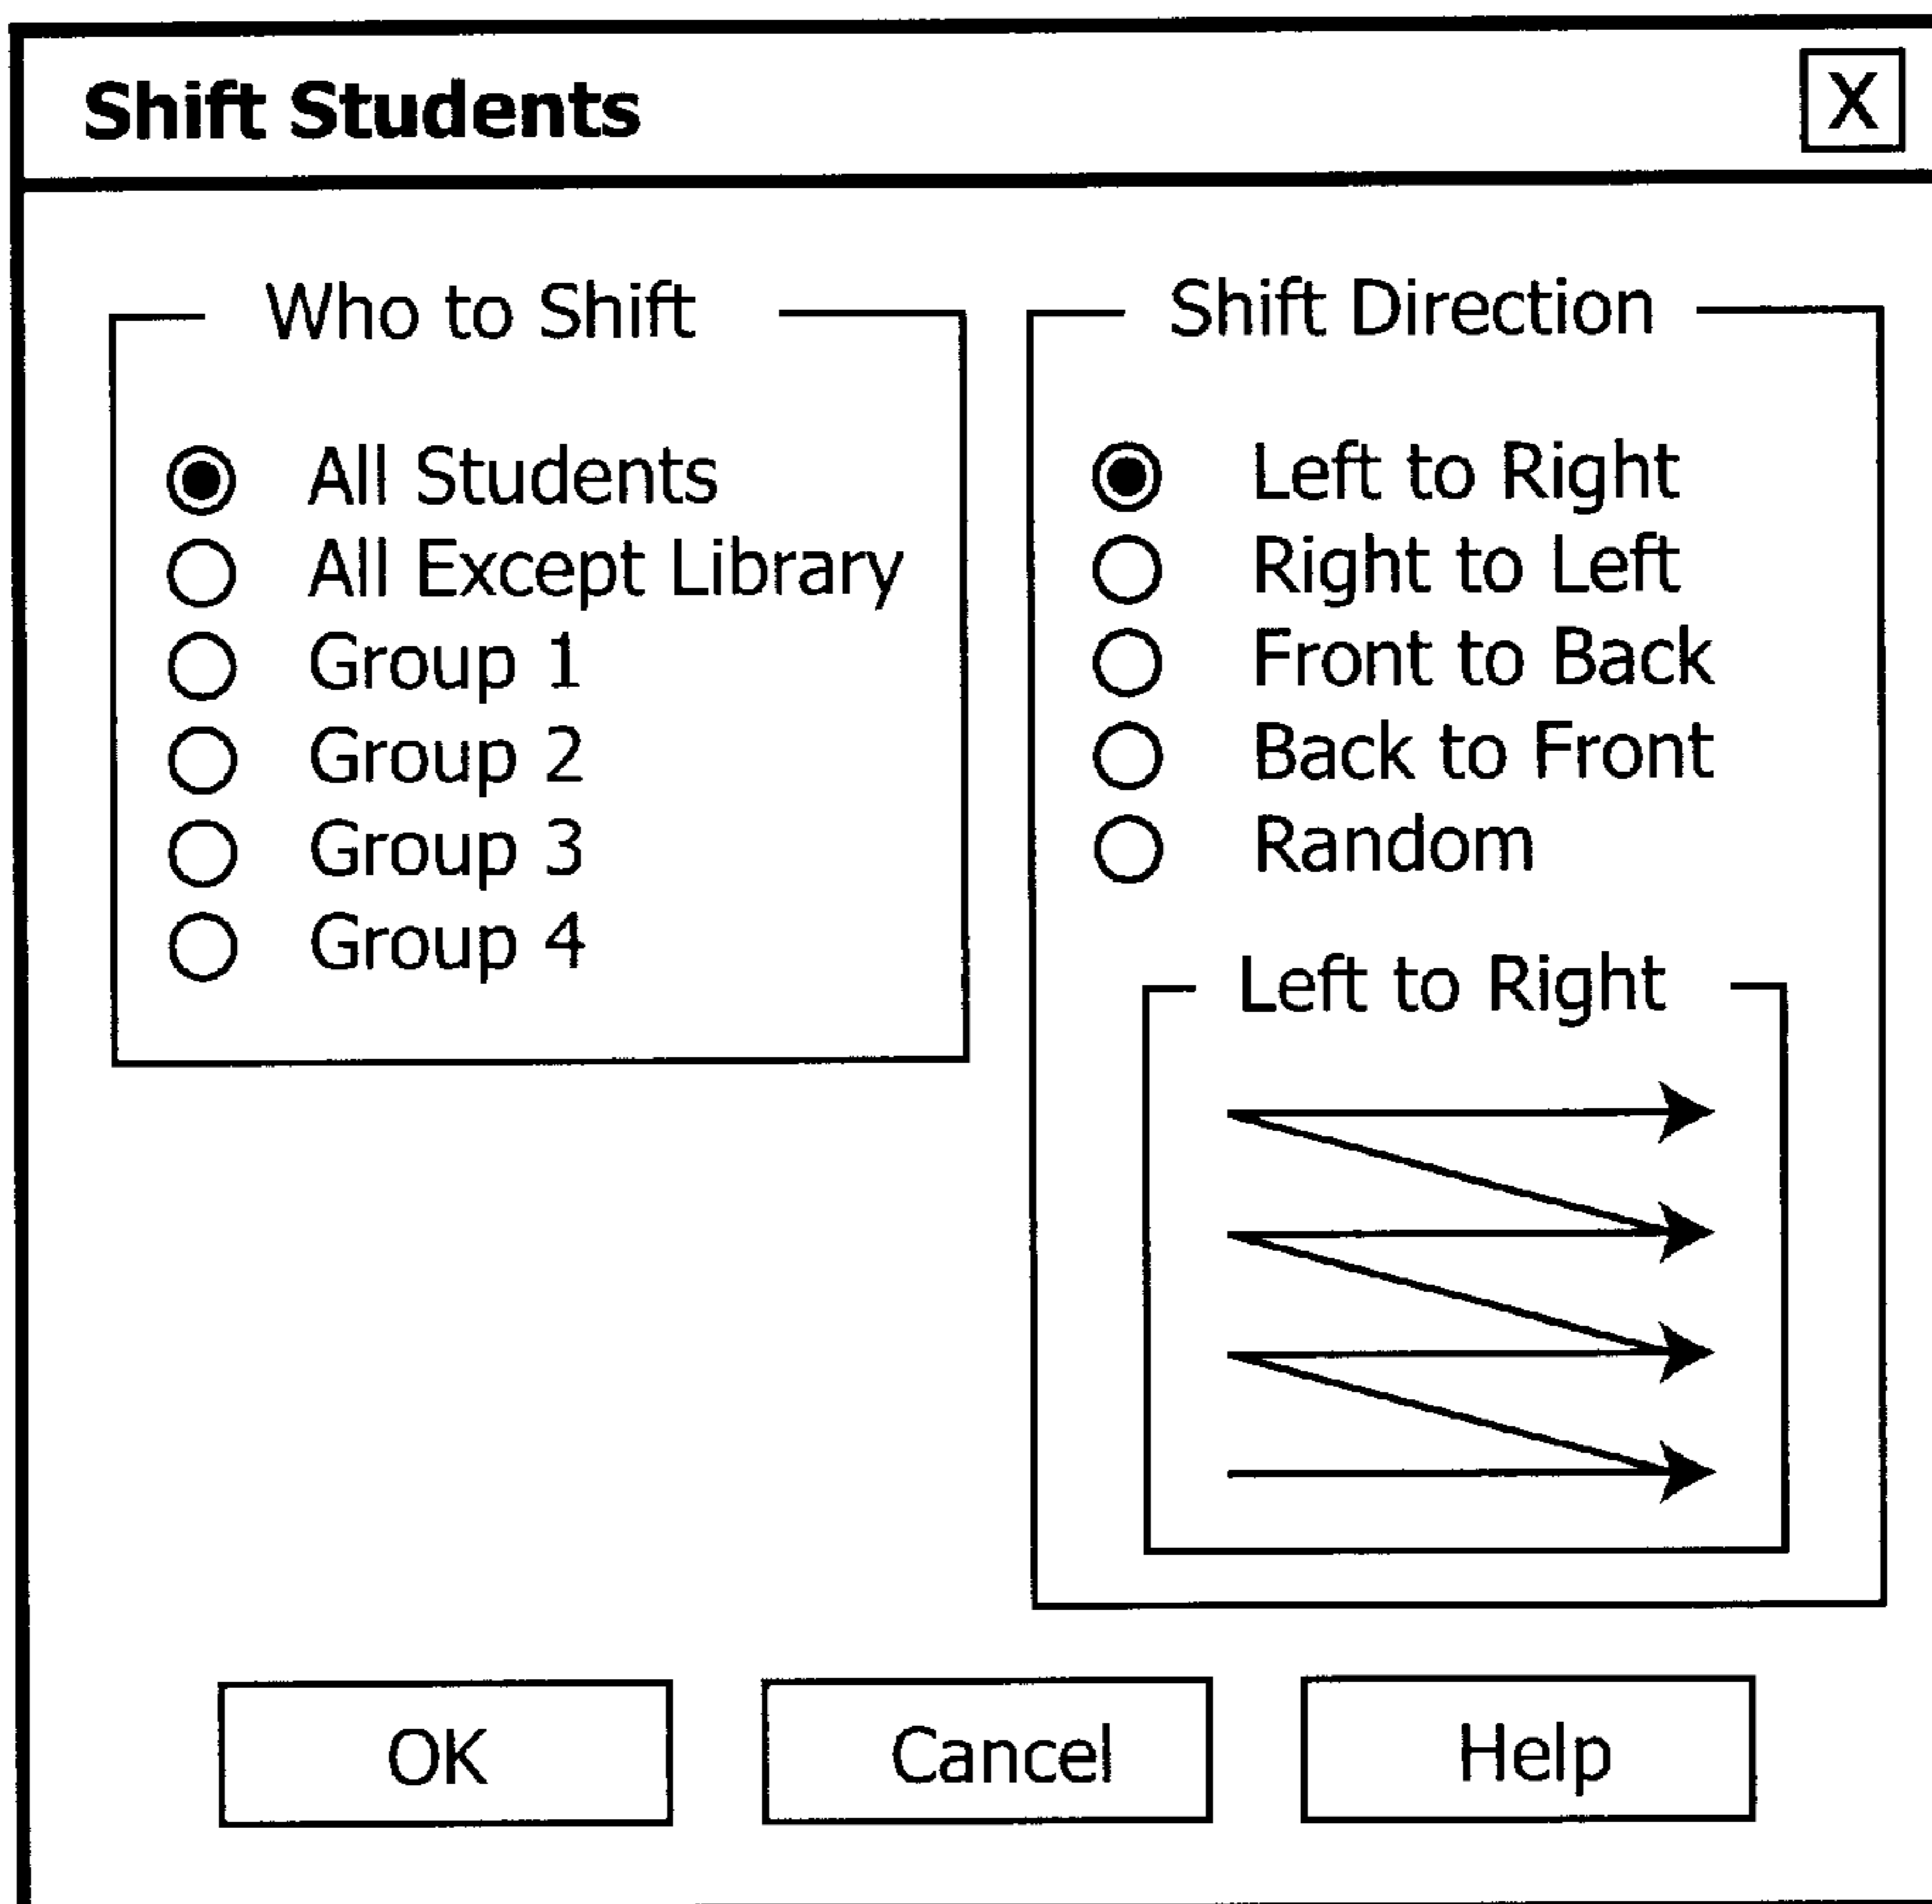 Shift Students
X
Who to Shift
All Students
All Except Library
Group 1
Group 2
Group 3
Group 4
Shift Direction
Left to Right
Right to Left
Front to Back
Back to Front
Random
Left to Right
OK
Cancel
Help